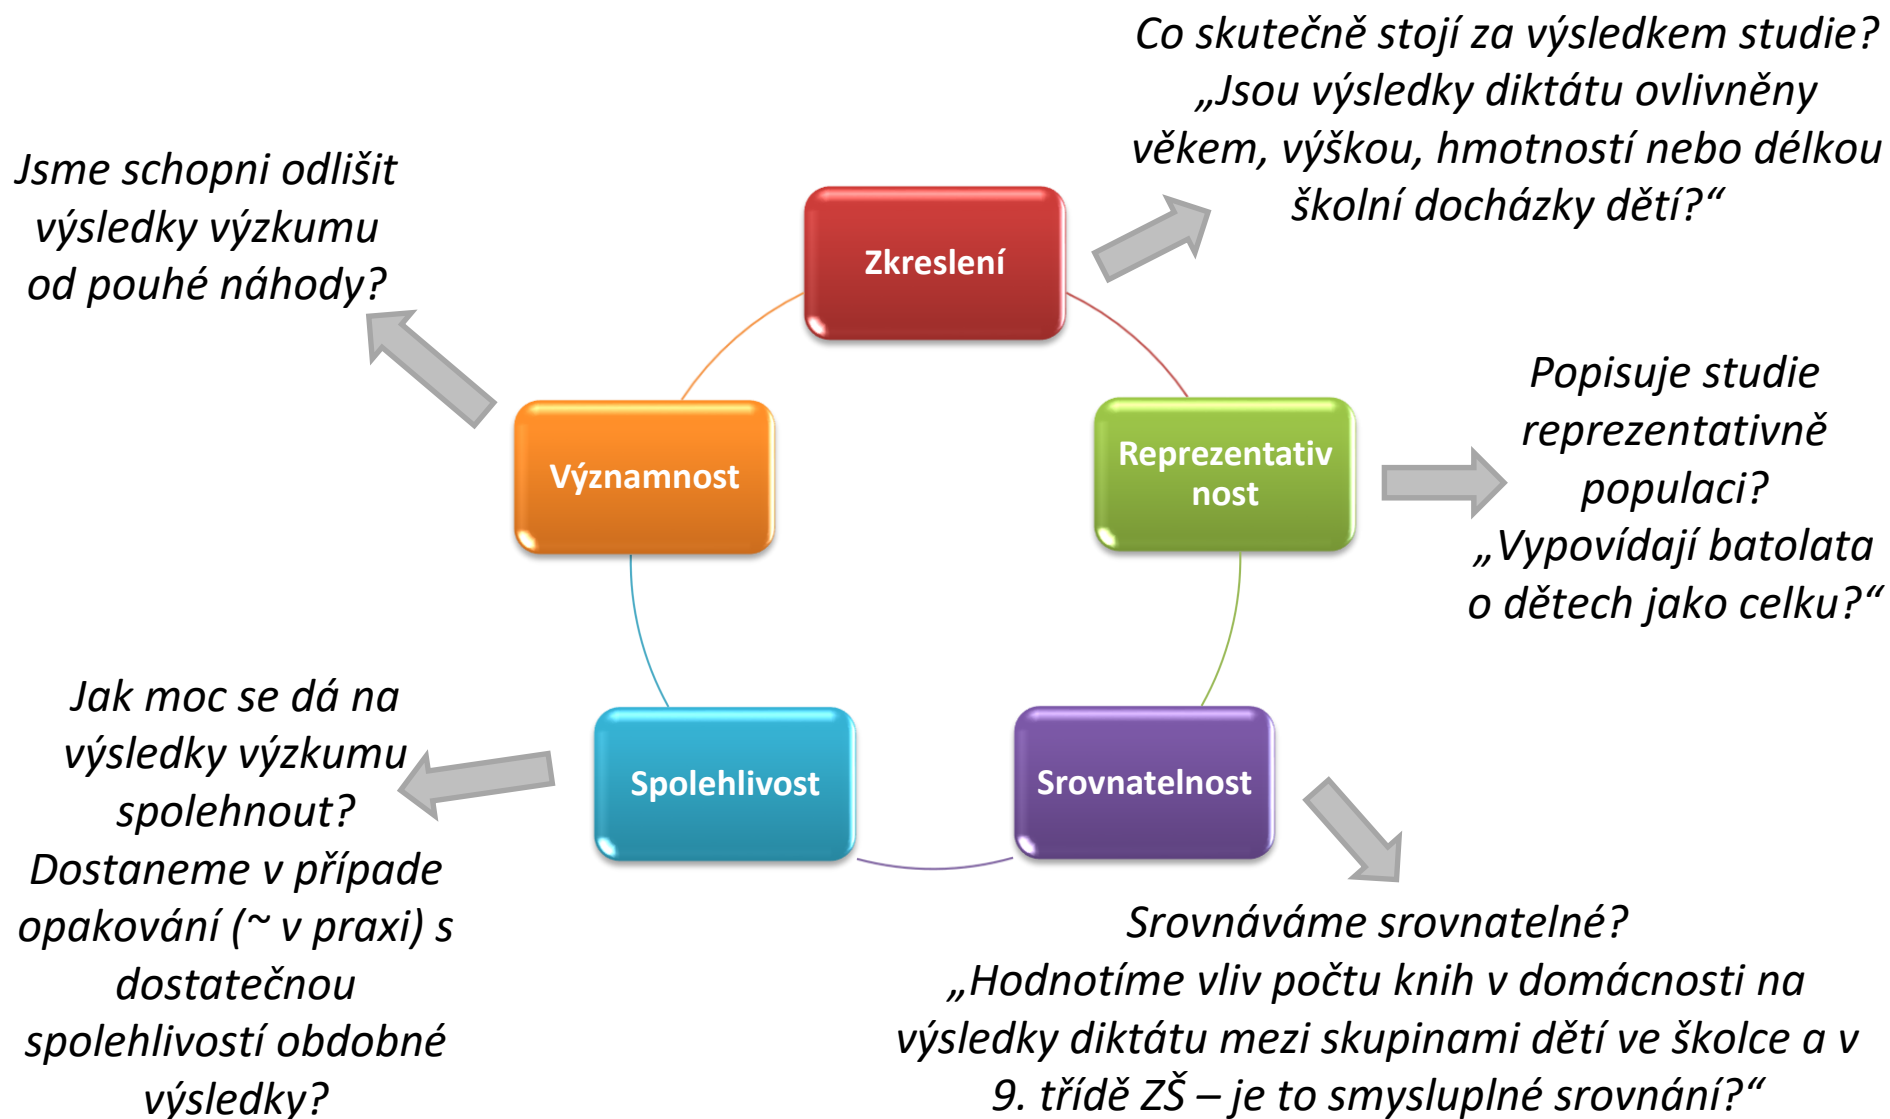 Co skutečně stojí za výsledkem studie?
„Jsou výsledky diktátu ovlivněny
věkem, výškou, hmotností nebo délkou
školní docházky dětí?“
Jsme schopni odlišit
výsledky výzkumu
od pouhé náhody?
Zkreslení
Popisuje studie
reprezentativně
populaci?
„Vypovídají batolata
o dětech jako celku?“
Reprezentativ
nost
Významnost
Jak moc se dá na
výsledky výzkumu
spolehnout?
Dostaneme v případe
opakování (~ v praxi) s
dostatečnou
spolehlivostí obdobné
výsledky?
Spolehlivost
Srovnatelnost
Srovnáváme srovnatelné?
„Hodnotíme vliv počtu knih v domácnosti na
výsledky diktátu mezi skupinami dětí ve školce a v
9. třídě ZŠ – je to smysluplné srovnání?“